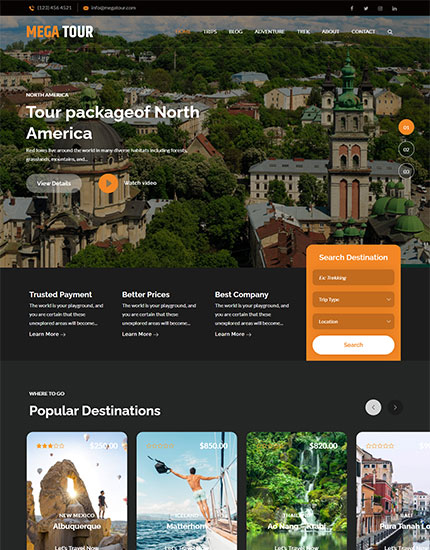 (123) 456 4521 info@megatour.com
MEGA TOUR
HOME TRIPS BLOG ADVENTURE TREK ABOUT CONTACT
NORTH AMERICA
Tour packageof North
America
Red foxes live around the world in many diverse habitats including forests,
grasslands, mountains, and...
View Details Watch video
01
02
03
Search Destination
Ex: Trekking
Trip Type
Location
Search
Trusted Payment
The world is your playground, and
you are certain that these
unexplored areas will become...
Learn More
Better Prices
The world is your playground, and
you are certain that these
unexplored areas will become...
Learn More
Best Company
The world is your playground, and
you are certain that these
unexplored areas will become...
Learn More
WHERE TO GO
Popular Destinations
$250.00
NEW MEXICO
Albuquerque
Let's Travel Now
$850.00
ICELAND
Matterhorn
Let's Travel Now
$820.00
THAILAND
Ao Nang - Krabi
Let's Travel Now
BALI
Pura Tanah Lo
Let's Travel Now